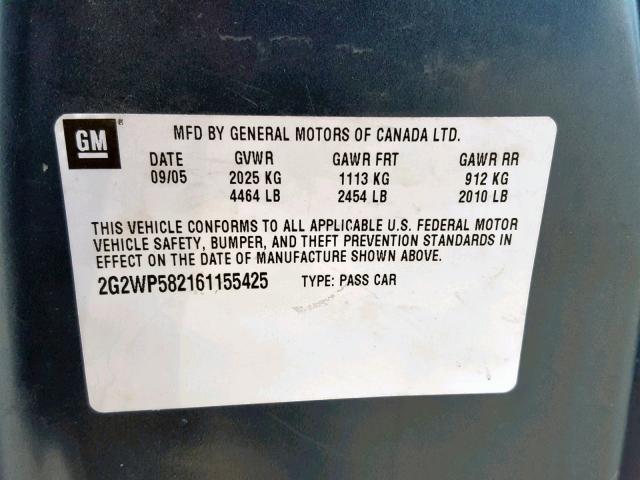 GM®
MFD BY GENERAL MOTORS OF CANADA LTD.
DATE GVWR GAWR FRT GAWR RR
09/05 2025 KG 1113 KG 912 KG
4464 LB 2454 LB 2010 LB
THIS VEHICLE CONFORMS TO ALL APPLICABLE U.S. FEDERAL MOTOR
VEHICLE SAFETY, BUMPER, AND THEFT PREVENTION STANDARDS IN
EFFECT ON THE DATE OF MANUFACTURE SHOWN ABOVE.
2G2WP582161155425 TYPE: PASS CAR